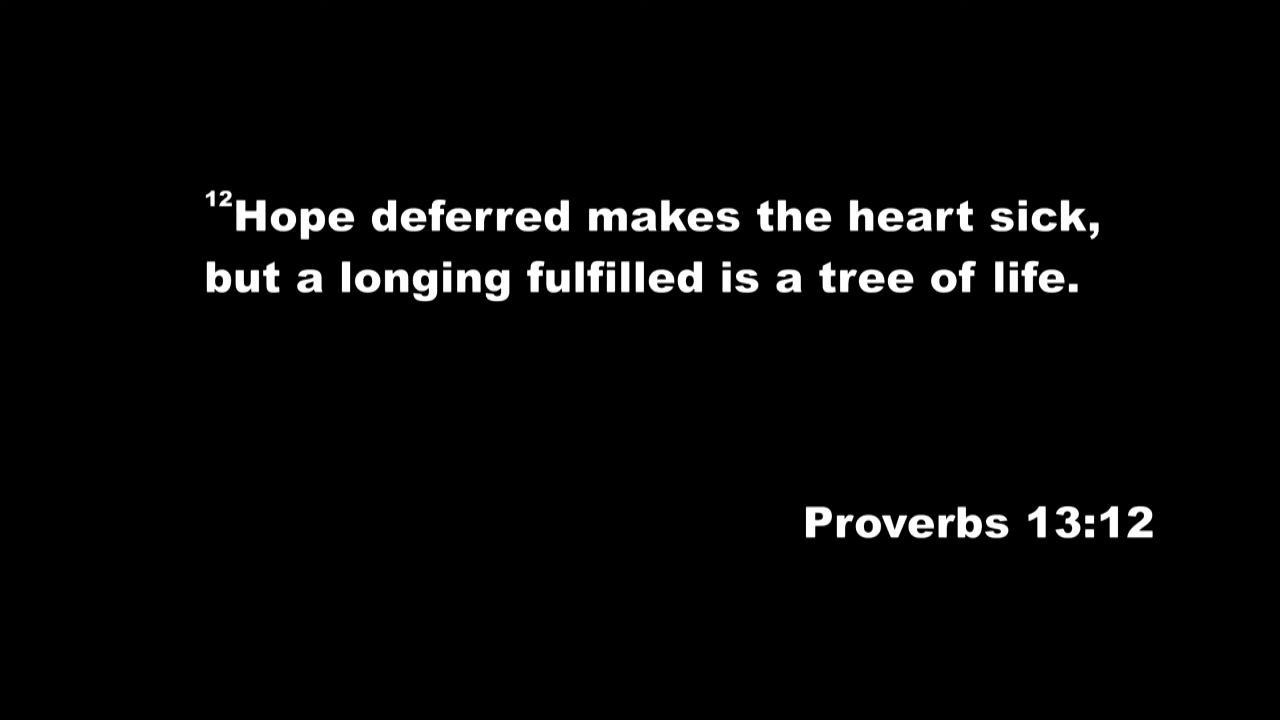 12Hope deferred makes the heart sick,
but a longing fulfilled is a tree of life.
Proverbs 13:12